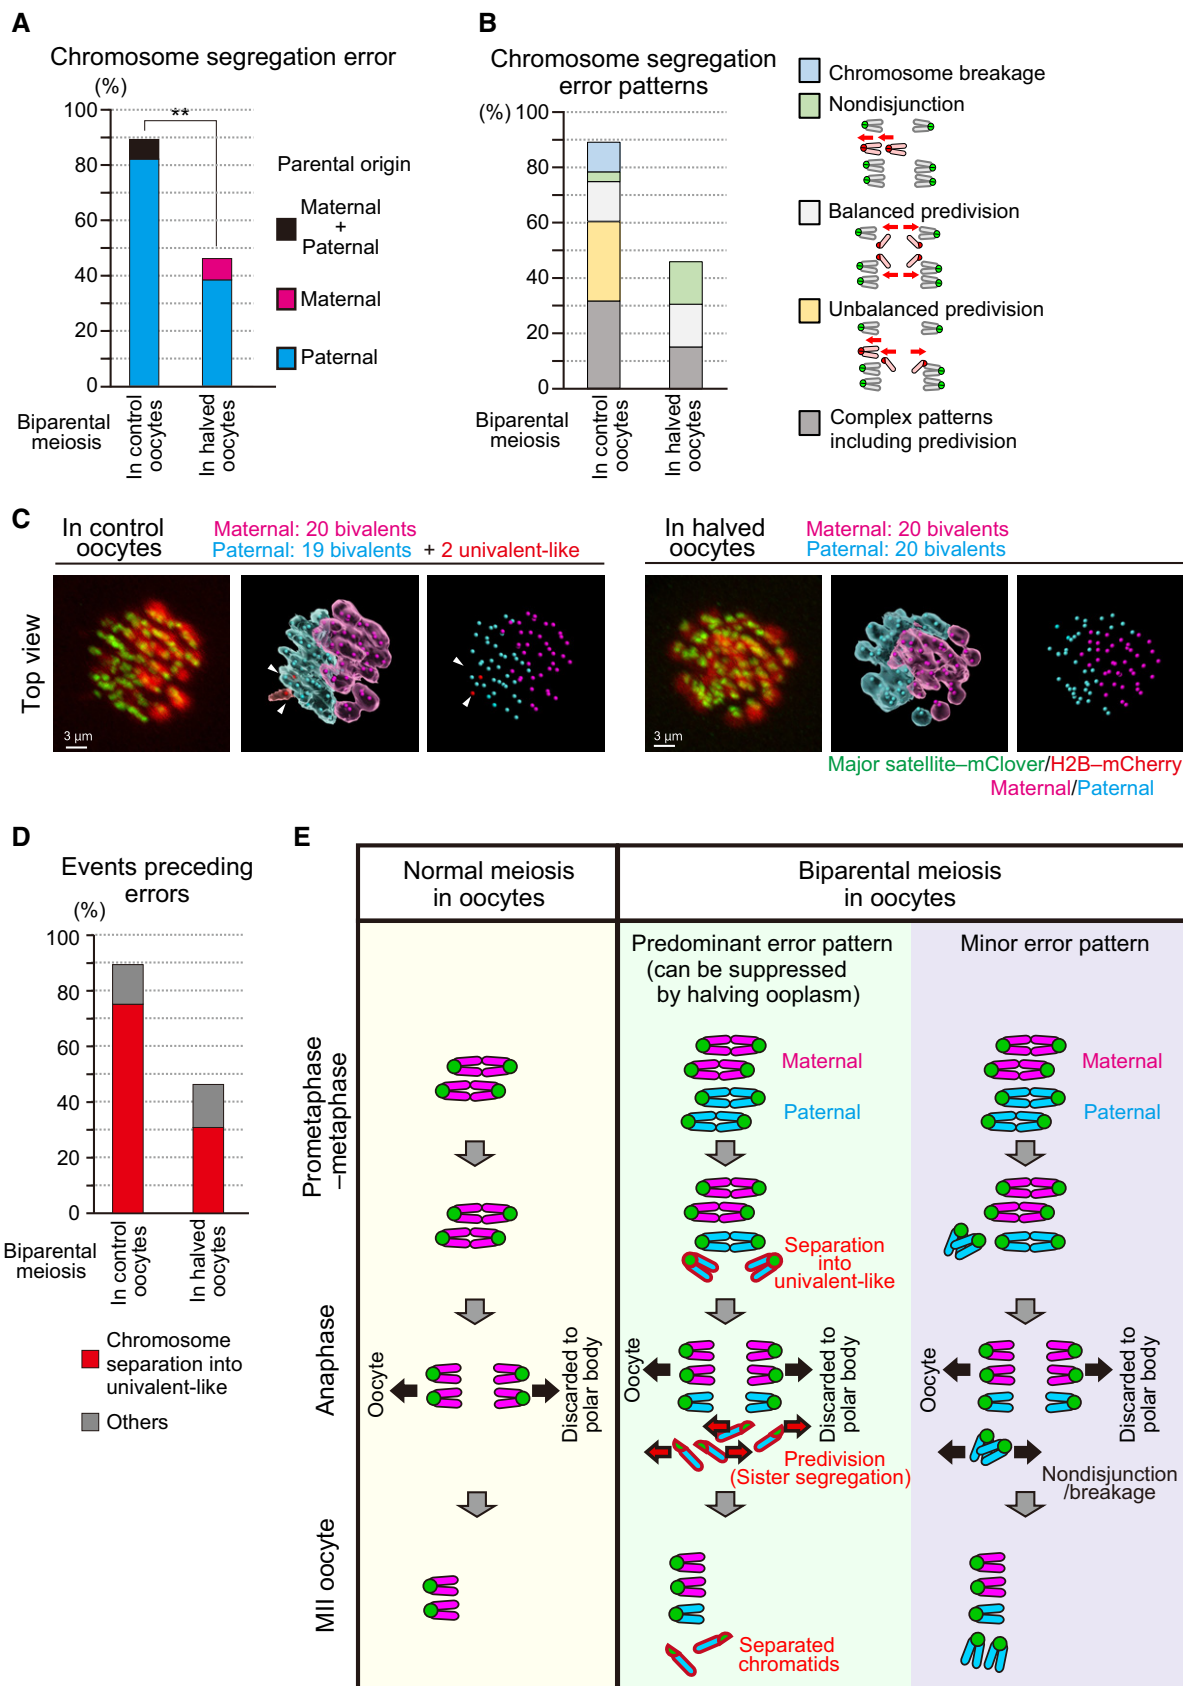 A
Chromosome segregation error
(%)
100
80
60
40
20
0
**
Parental origin
Maternal
+
Paternal
Maternal
Paternal
Biparental
meiosis
In control
oocytes
In halved
oocytes
B
Chromosome segregation
error patterns
(%)
100
80
60
40
20
0
Biparental
meiosis
In control
oocytes
In halved
oocytes
Chromosome breakage
Nondisjunction
Balanced predivision
Unbalanced predivision
Complex patterns
including predivision
C
In control
oocytes
Maternal: 20 bivalents
Paternal: 19 bivalents + 2 univalent-like
In halved
oocytes
Maternal: 20 bivalents
Paternal: 20 bivalents
Top view
3 µm
3 µm
Major satellite–mClover/H2B–mCherry
Maternal/Paternal
D
Events preceding
errors
(%)
100
80
60
40
20
0
Biparental
meiosis
In control
oocytes
In halved
oocytes
Chromosome
separation into
univalent-like
Others
E
Normal meiosis
in oocytes
Biparental meiosis
in oocytes
Predominant error pattern
(can be suppressed
by halving ooplasm)
Minor error pattern
Prometaphase
–metaphase
Maternal
Paternal
Maternal
Paternal
Separation
into
univalent-like
Anaphase
Oocyte
Discarded to
polar body
Oocyte
Discarded to
polar body
Oocyte
Discarded to
polar body
Predivision
(Sister segregation)
Nondisjunction
/breakage
MII oocyte
Separated
chromatids